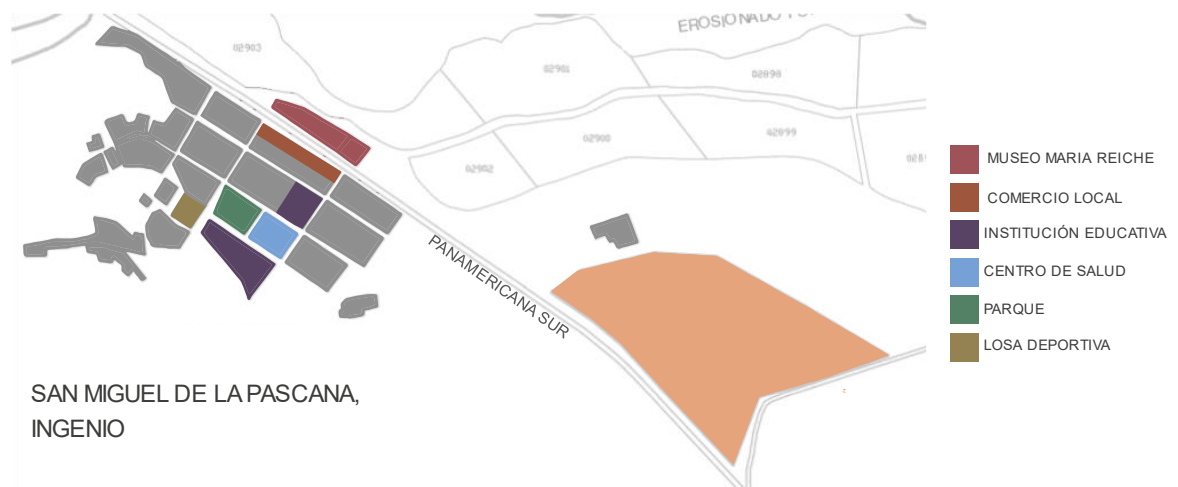 EROSIONADO
02903
02901
02898
02900
02899
02902
PANAMERICANA SUR
MUSEO MARIA REICHE
COMERCIO LOCAL
INSTITUCIÓN EDUCATIVA
CENTRO DE SALUD
PARQUE
LOSA DEPORTIVA
SAN MIGUEL DE LA PASCANA,
INGENIO